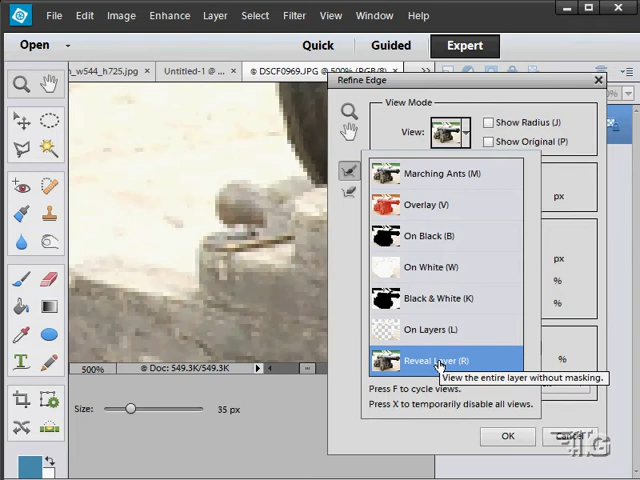 File Edit Image Enhance Layer Select Filter View Window Help
Open Quick Guided Expert
n_w544_h725.jpg × Untitled-1 @ ... × DSCF0969.JPG @ 500% (RGB/8) ×
Refine Edge
View Mode
View: Show Radius (J)
Show Original (P)
Marching Ants (M)
Overlay (V)
px
On Black (B)
On White (W)
px
%
Black & White (K)
%
On Layers (L)
Reveal Layer (R)
%
View the entire layer without masking.
500% Doc: 549.3K/549.3K
Press F to cycle views.
Press X to temporarily disable all views.
Size: 35 px
OK Cancel